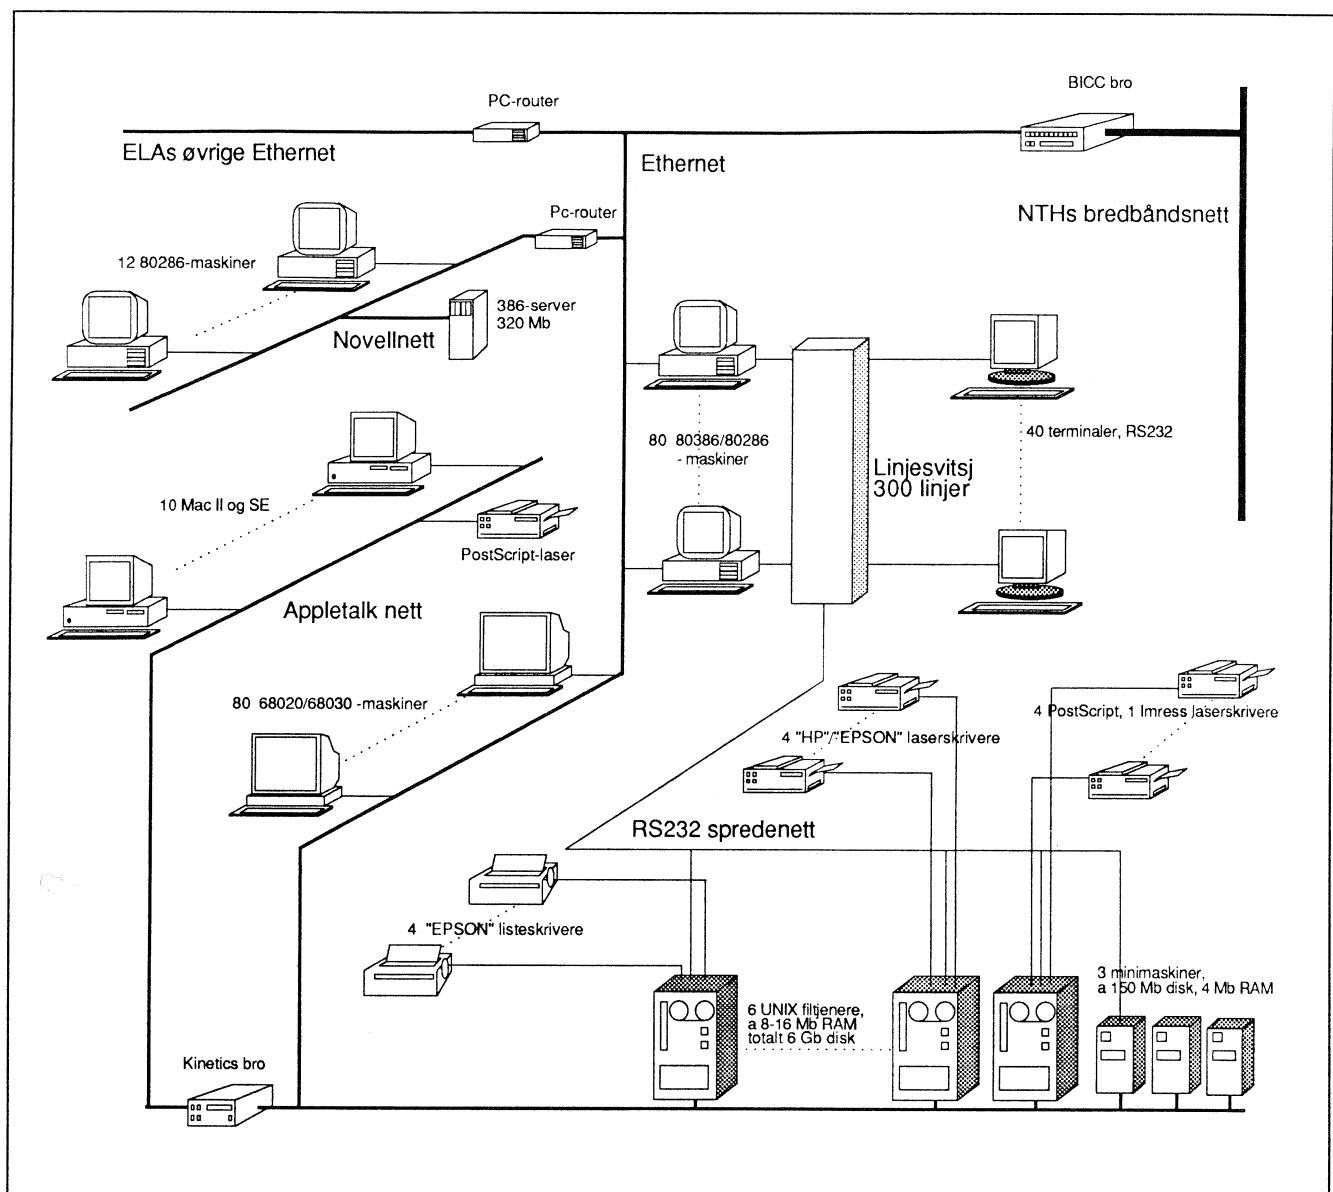 BICC bro
PC-router
ELAs øvrige Ethernet
Ethernet
NTHs bredbåndsnett
Pc-router
12 80286-maskiner
386-server
320 Mb
Novellnett
80 80386/80286
- maskiner
40 terminaler, RS232
Linjesvitsj
300 linjer
10 Mac II og SE
PostScript-laser
Appletalk nett
80 68020/68030 -maskiner
4 PostScript, 1 Imress laserskrivere
4 "HP"/"EPSON" laserskrivere
RS232 spredenett
4 "EPSON" listeskrivere
3 minimaskiner,
a 150 Mb disk, 4 Mb RAM
6 UNIX filtjenere,
a 8-16 Mb RAM
totalt 6 Gb disk
Kinetics bro